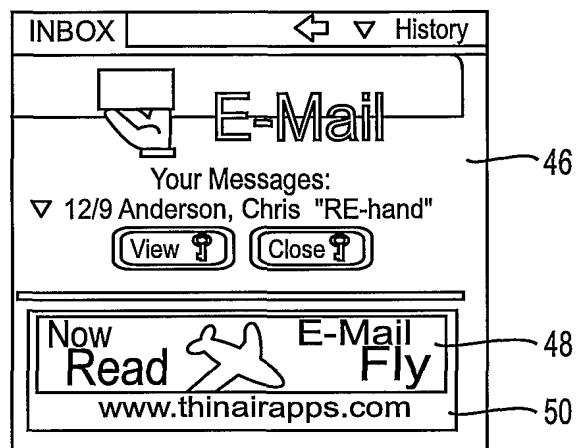 INBOX History
E-Mail
46
Your Messages:
12/9 Anderson, Chris "RE-hand"
View Close
Now E-Mail
Read Fly
48
www.thinairapps.com
50